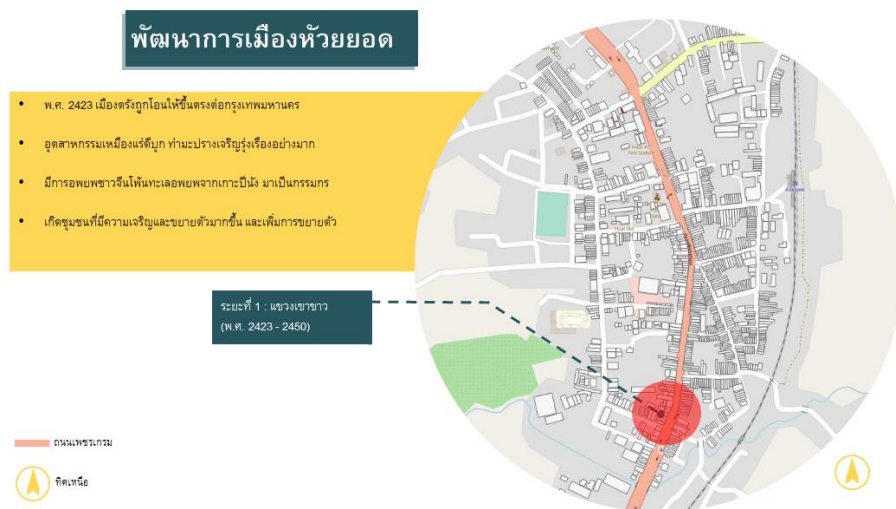 พัฒนาการเมืองห้วยยอด
• พ.ศ. 2423 เมืองตรังถูกโอนให้ขึ้นตรงต่อกรุงเทพมหานคร
• อุตสาหกรรมเหมืองแร่ดีบุก ท่ามะปรางเจริญรุ่งเรืองอย่างมาก
• มีการอพยพชาวจีนโพ้นทะเลอพยพจากเกาะปีนัง มาเป็นกรรมกร
• เกิดชุมชนที่มีความเจริญและขยายตัวมากขึ้น และเพิ่มการขยายตัว
ระยะที่ 1 : แขวงเขาขาว
(พ.ศ. 2423 - 2450)
ถนนเพชรเกรม
ทิศเหนือ